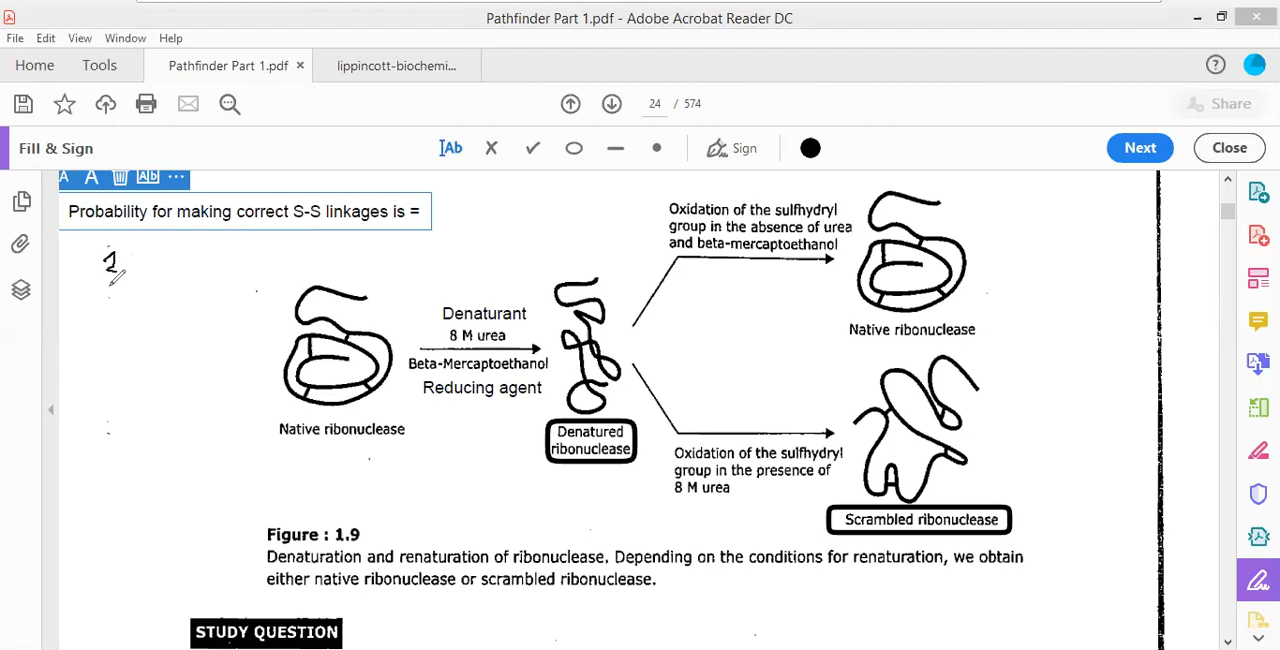 Pathfinder Part 1.pdf - Adobe Acrobat Reader DC
File Edit View Window Help
Home Tools Pathfinder Part 1.pdf × lippincott-biochemi...
24 / 574
Share
Fill & Sign
Ab
Sign
Next
Close
A A Ab ...
Probability for making correct S-S linkages is =
1
Oxidation of the sulfhydryl
group in the absence of urea
and beta-mercaptoethanol
Native ribonuclease
Denaturant
8 M urea
Beta-Mercaptoethanol
Reducing agent
Native ribonuclease
Denatured
ribonuclease
Oxidation of the sulfhydryl
group in the presence of
8 M urea
Scrambled ribonuclease
Figure : 1.9
Denaturation and renaturation of ribonuclease. Depending on the conditions for renaturation, we obtain
either native ribonuclease or scrambled ribonuclease.
STUDY QUESTION